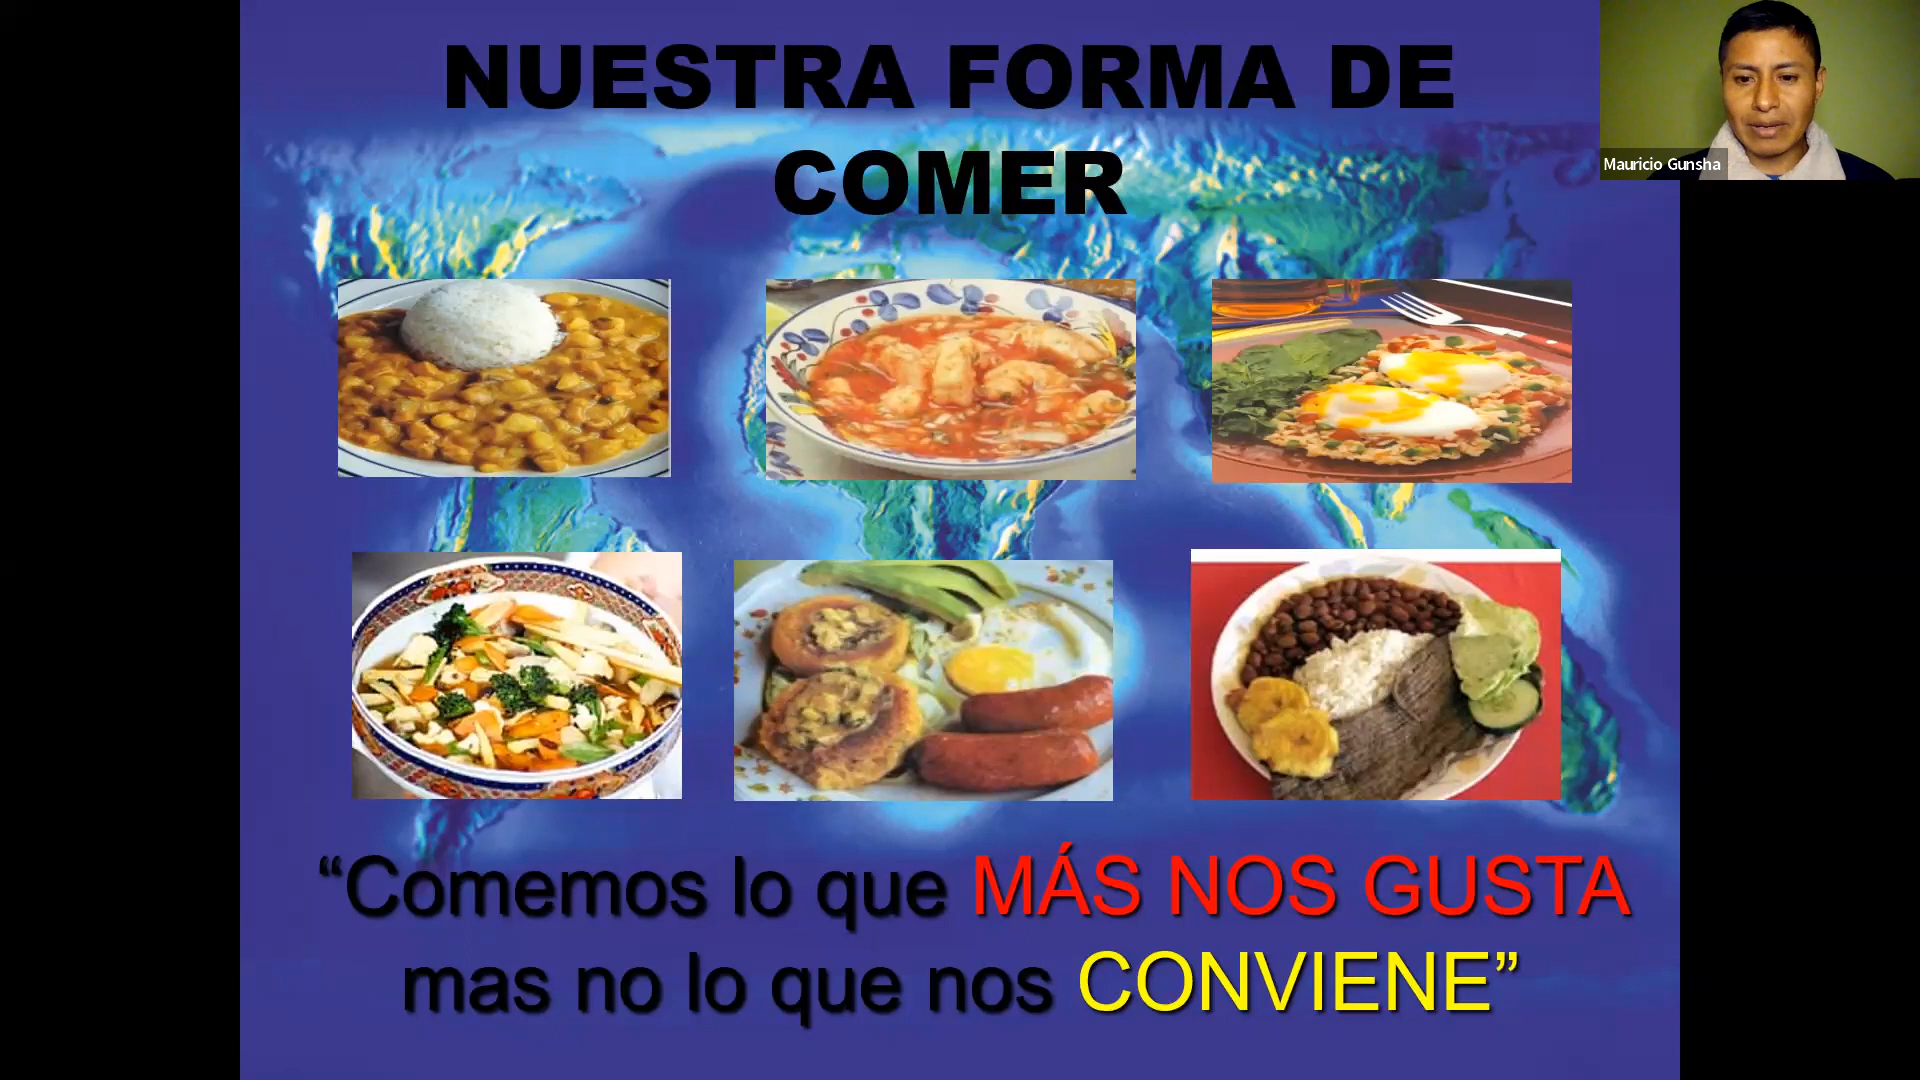 NUESTRA FORMA DE
COMER
Mauricio Gunsha
“Comemos lo que MÁS NOS GUSTA
mas no lo que nos CONVIENE”